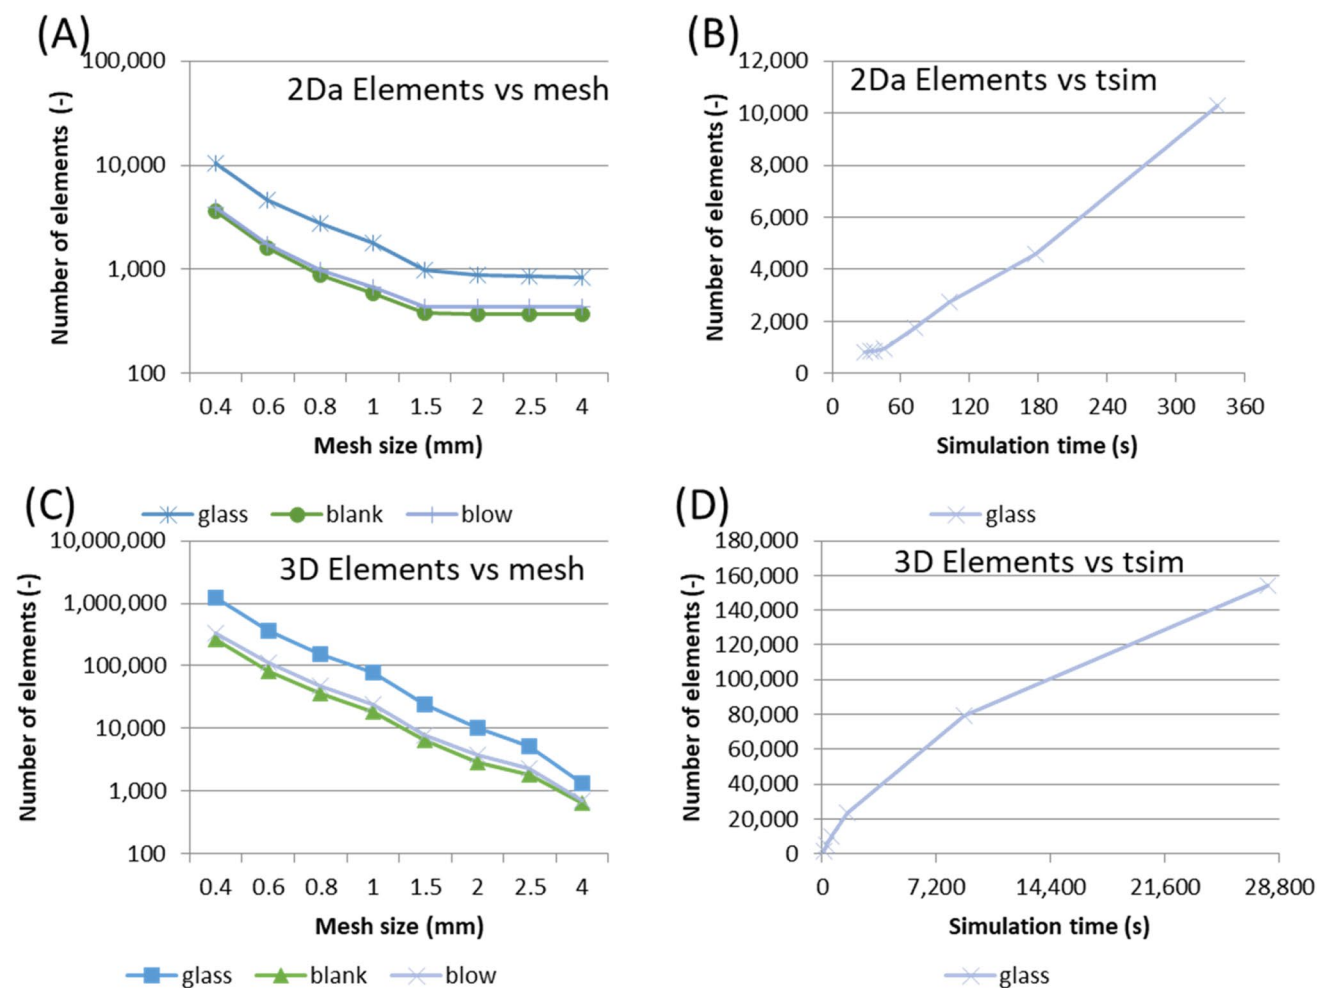 (A)
2Da Elements vs mesh
Number of elements (-)
100,000
10,000
1,000
100
0.4 0.6 0.8 1 1.5 2 2.5 4
Mesh size (mm)
glass blank blow
(B)
2Da Elements vs tsim
Number of elements (-)
12,000
10,000
8,000
6,000
4,000
2,000
0
0 60 120 180 240 300 360
Simulation time (s)
glass
(C)
3D Elements vs mesh
Number of elements (-)
10,000,000
1,000,000
100,000
10,000
1,000
100
0.4 0.6 0.8 1 1.5 2 2.5 4
Mesh size (mm)
glass blank blow
(D)
3D Elements vs tsim
Number of elements (-)
180,000
160,000
140,000
120,000
100,000
80,000
60,000
40,000
20,000
0
0 7,200 14,400 21,600 28,800
Simulation time (s)
glass